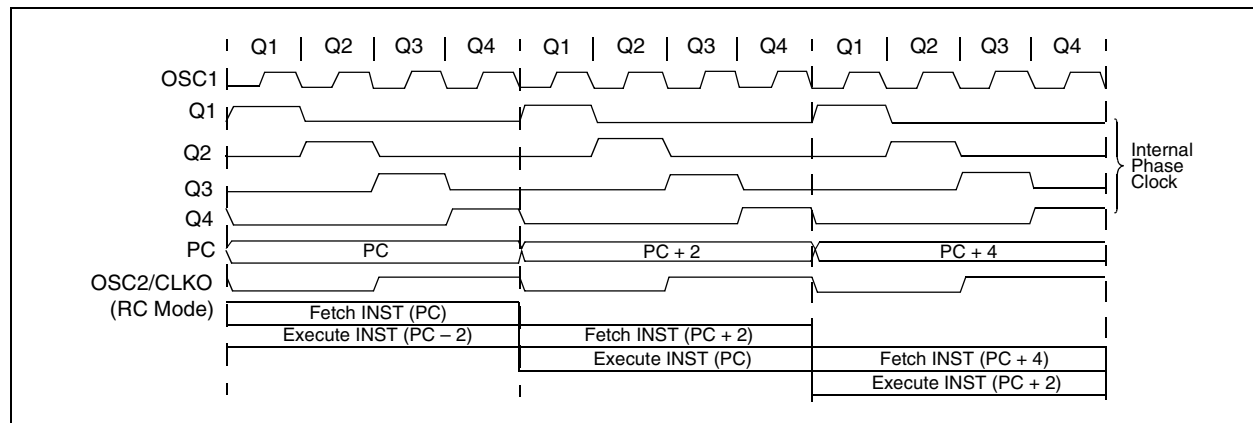 Q1 | Q2 | Q3 | Q4 | Q1 | Q2 | Q3 | Q4 | Q1 | Q2 | Q3 | Q4
OSC1
Q1
Q2
Q3
Q4
Internal
Phase
Clock
PC
PC
PC + 2
PC + 4
OSC2/CLKO
(RC Mode)
Fetch INST (PC)
Execute INST (PC – 2)
Fetch INST (PC + 2)
Execute INST (PC)
Fetch INST (PC + 4)
Execute INST (PC + 2)